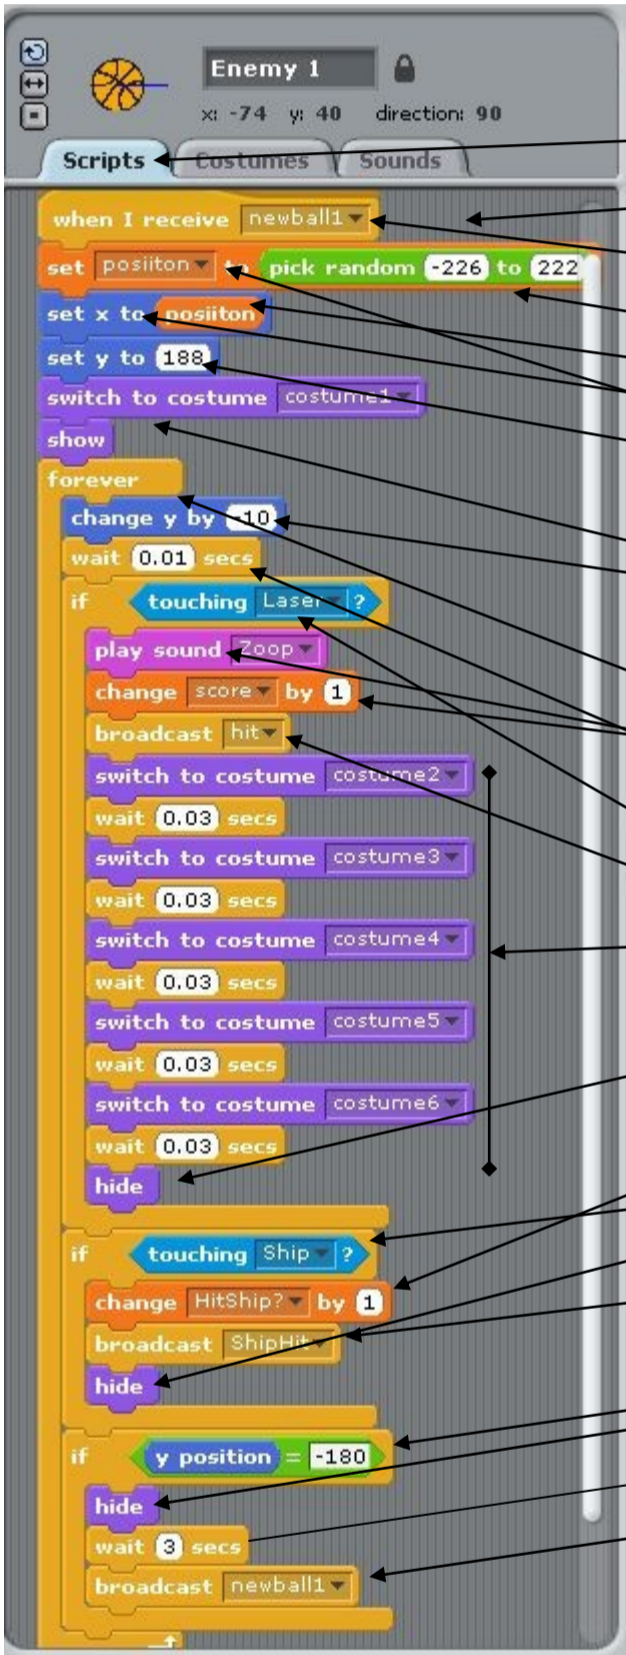 Enemy 1
x: -74 y: 40 direction: 90
Scripts Costumes Sounds
when I receive newball1
set posiiton to pick random -226 to 222
set x to posiiton
set y to 188
switch to costume costume1
show
forever
change y by -10
wait 0.01 secs
if touching Laser ?
play sound Zoop
change score by 1
broadcast hit
switch to costume costume2
wait 0.03 secs
switch to costume costume3
wait 0.03 secs
switch to costume costume4
wait 0.03 secs
switch to costume costume5
wait 0.03 secs
switch to costume costume6
wait 0.03 secs
hide
if touching Ship ?
change HitShip? by 1
broadcast ShipHit
hide
if y position = -180
hide
wait 3 secs
broadcast newball1